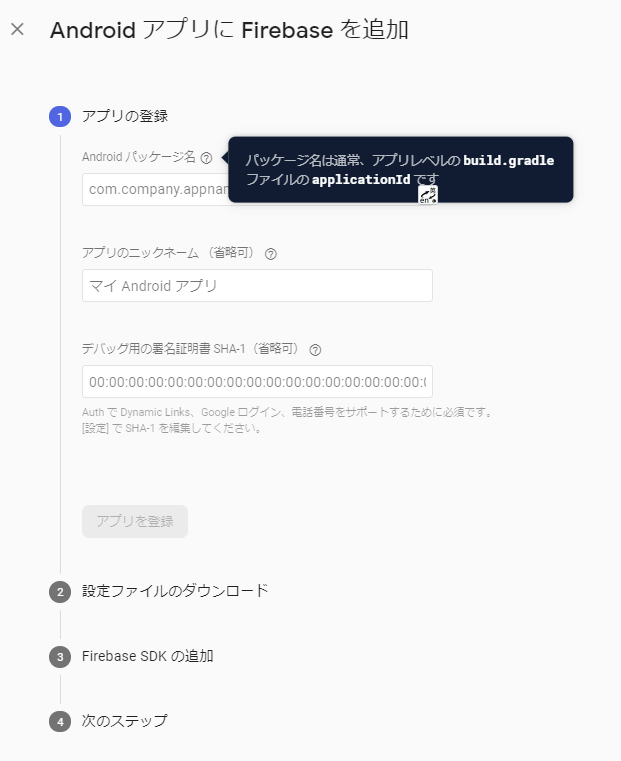 Android アプリに Firebase を追加
1 アプリの登録
Android パッケージ名
パッケージ名は通常、アプリレベルの build.gradle
ファイルの applicationId です
com.company.appnam
アプリのニックネーム （省略可）
マイ Android アプリ
デバッグ用の署名証明書 SHA-1（省略可）
00:00:00:00:00:00:00:00:00:00:00:00:00:00:00:00:00:
Auth で Dynamic Links、Google ログイン、電話番号をサポートするために必須です。
[設定] で SHA-1 を編集してください。
アプリを登録
2 設定ファイルのダウンロード
3 Firebase SDK の追加
4 次のステップ